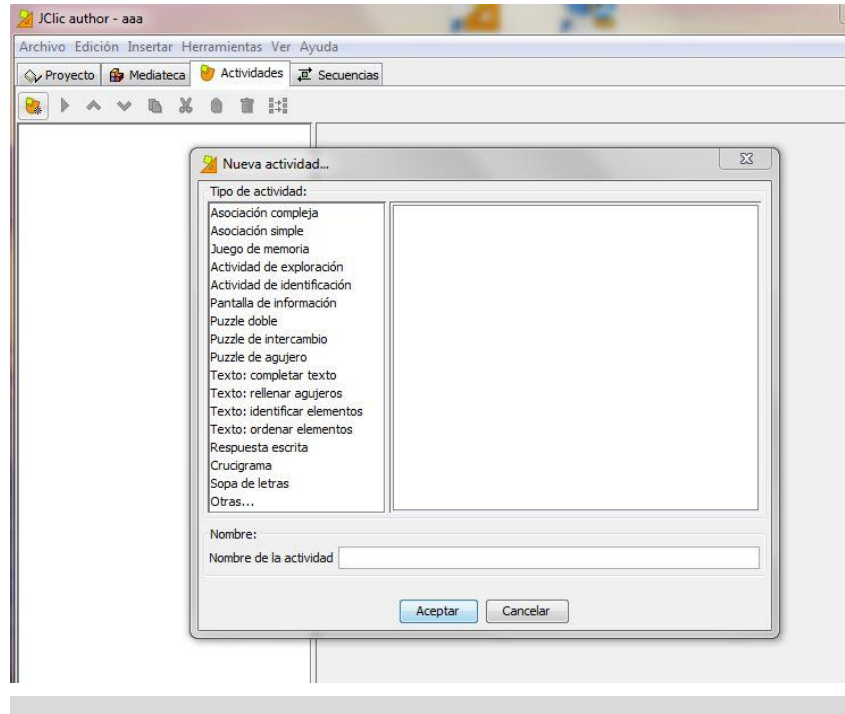 JClic author - aaa
Archivo Edición Insertar Herramientas Ver Ayuda
Proyecto Mediateca Actividades Secuencias
Nueva actividad...
Tipo de actividad:
Asociación compleja
Asociación simple
Juego de memoria
Actividad de exploración
Actividad de identificación
Pantalla de información
Puzzle doble
Puzzle de intercambio
Puzzle de agujero
Texto: completar texto
Texto: rellenar agujeros
Texto: identificar elementos
Texto: ordenar elementos
Respuesta escrita
Crucigrama
Sopa de letras
Otras...
Nombre:
Nombre de la actividad
Aceptar Cancelar